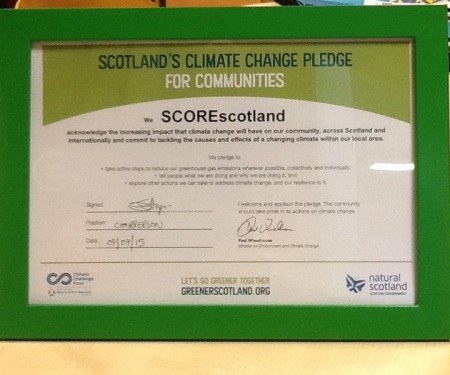 SCOTLAND'S CLIMATE CHANGE PLEDGE
FOR COMMUNITIES
We SCOREscotland
acknowledge the increasing impact that climate change will have on our community, across Scotland and
internationally and commit to tackling the causes and effects of a changing climate within our local area.
We pledge to:
• take active steps to reduce our greenhouse gas emissions wherever possible, collectively and individually,
• tell people what we are doing and why we are doing it; and
• explore other actions we can take to address climate change, and our resilience to it.
Signed:
Position: CHAIRPERSON
Date: 09/09/15
I welcome and applaud this pledge. The community
should take pride in its actions on climate change.
Paul Wheelhouse
Minister for Environment and Climate Change
Climate
Challenge
Fund
LET'S GO GREENER TOGETHER
GREENERSCOTLAND.ORG
natural
scotland
SCOTTISH GOVERNMENT